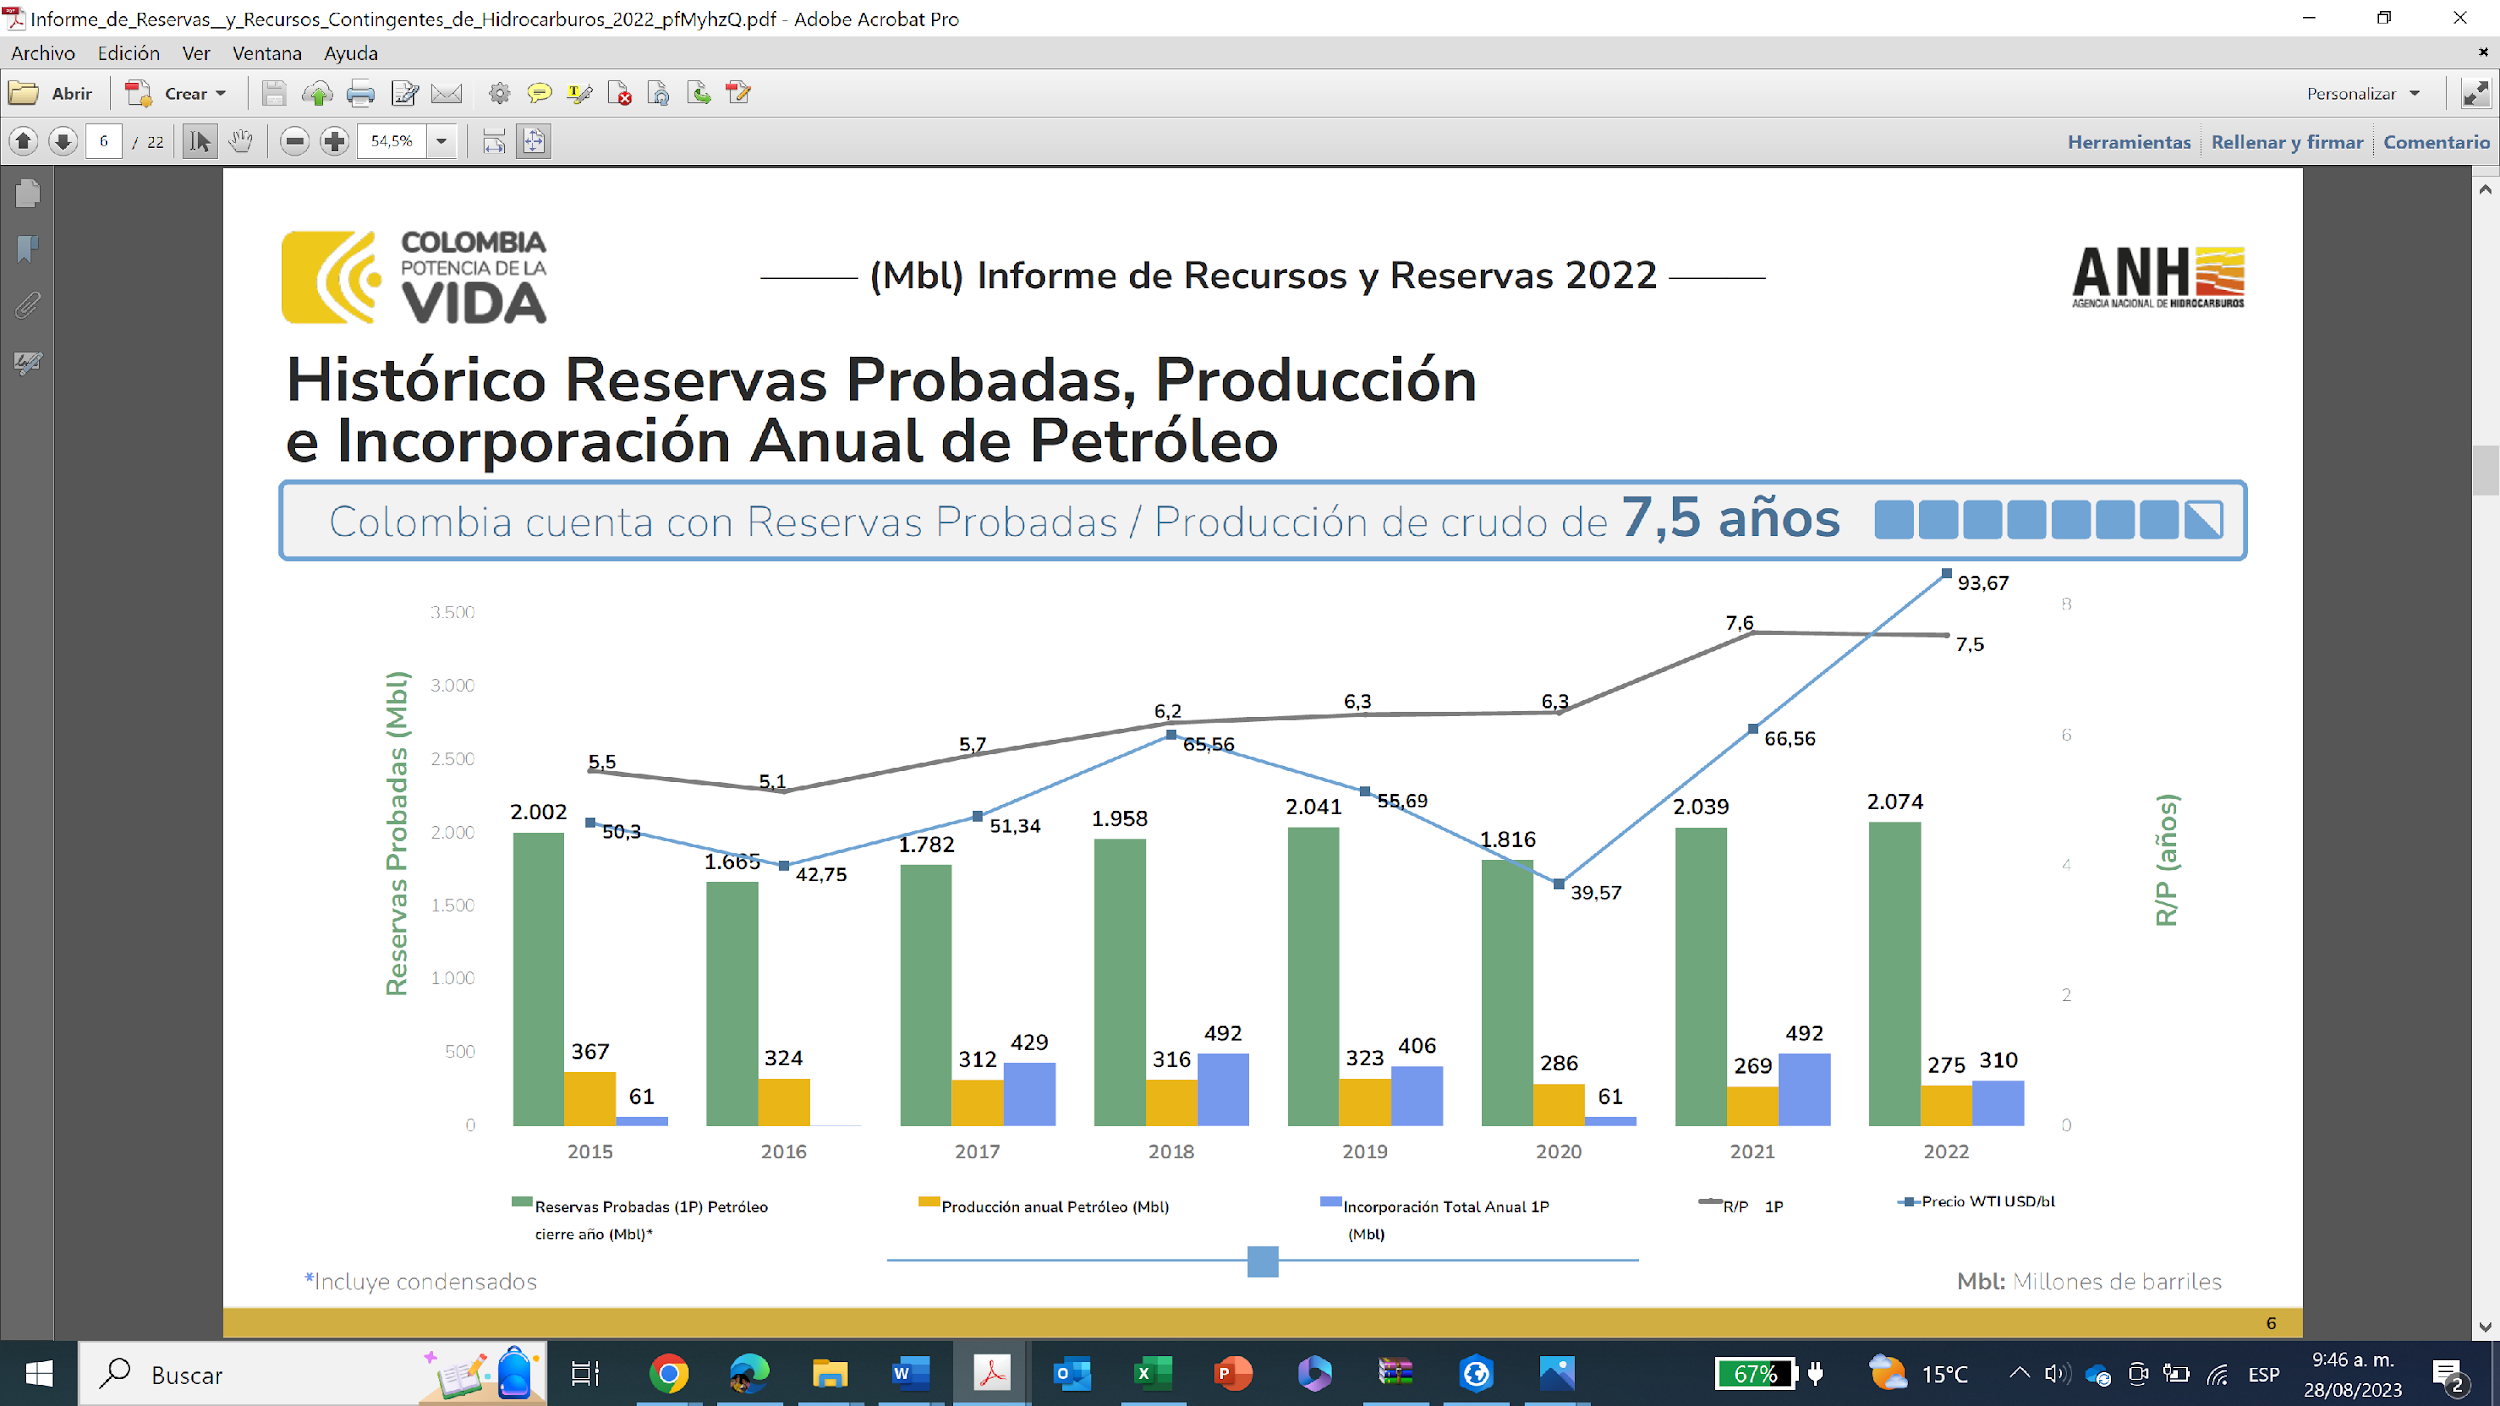 Informe_de_Reservas__y_Recursos_Contingentes_de_Hidrocarburos_2022_pfMyhzQ.pdf - Adobe Acrobat Pro
Archivo Edición Ver Ventana Ayuda
Abrir Crear Personalizar
6 / 22 54,5% Herramientas Rellenar y firmar Comentario
COLOMBIA
POTENCIA DE LA
VIDA
(Mbl) Informe de Recursos y Reservas 2022
ANH
AGENCIA NACIONAL DE HIDROCARBUROS
Histórico Reservas Probadas, Producción
e Incorporación Anual de Petróleo
Colombia cuenta con Reservas Probadas / Producción de crudo de 7,5 años
Reservas Probadas (Mbl)
3.500
3.000
2.500
2.000
1.500
1.000
500
0
5,5 5,1 5,7 6,2 6,3 6,3 7,6 7,5
50,3 42,75 51,34 65,56 55,69 39,57 66,56 93,67
2.002 1.665 1.782 1.958 2.041 1.816 2.039 2.074
367 324 312 316 323 286 269 275
61 429 492 406 61 492 310
8
6
4
2
0
R/P (años)
2015 2016 2017 2018 2019 2020 2021 2022
Reservas Probadas (1P) Petróleo
cierre año (Mbl)*
Producción anual Petróleo (Mbl)
Incorporación Total Anual 1P
(Mbl)
R/P 1P
Precio WTI USD/bl
*Incluye condensados
Mbl: Millones de barriles
6
Buscar
67% 15°C ESP
9:46 a. m.
28/08/2023
2